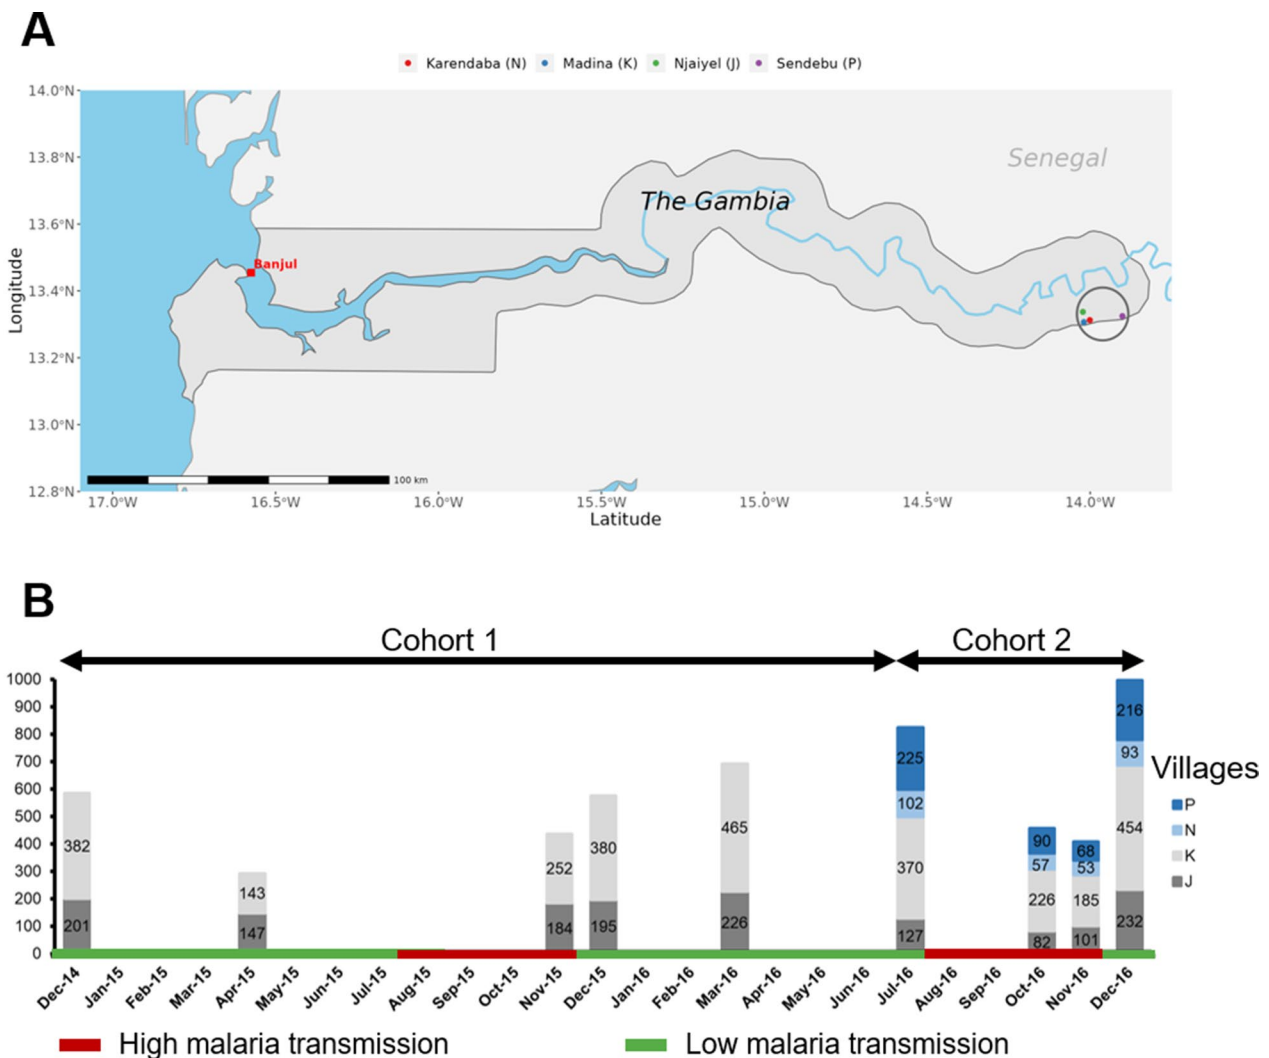 A
Karendaba (N) Madina (K) Njaiyel (J) Sendebu (P)
14.0°N
13.8°N
13.6°N
13.4°N
13.2°N
13.0°N
12.8°N
Longitude
Senegal
The Gambia
Banjul
100 km
17.0°W 16.5°W 16.0°W 15.5°W 15.0°W 14.5°W 14.0°W
Latitude
B
Cohort 1 Cohort 2
1000
900
800
700
600
500
400
300
200
100
0
382
201
143
147
252
184
380
195
465
226
225
102
370
127
90
57
226
82
68
53
185
101
216
93
454
232
Villages
P
N
K
J
Dec-14 Jan-15 Feb-15 Mar-15 Apr-15 May-15 Jun-15 Jul-15 Aug-15 Sep-15 Oct-15 Nov-15 Dec-15 Jan-16 Feb-16 Mar-16 Apr-16 May-16 Jun-16 Jul-16 Aug-16 Sep-16 Oct-16 Nov-16 Dec-16
High malaria transmission Low malaria transmission